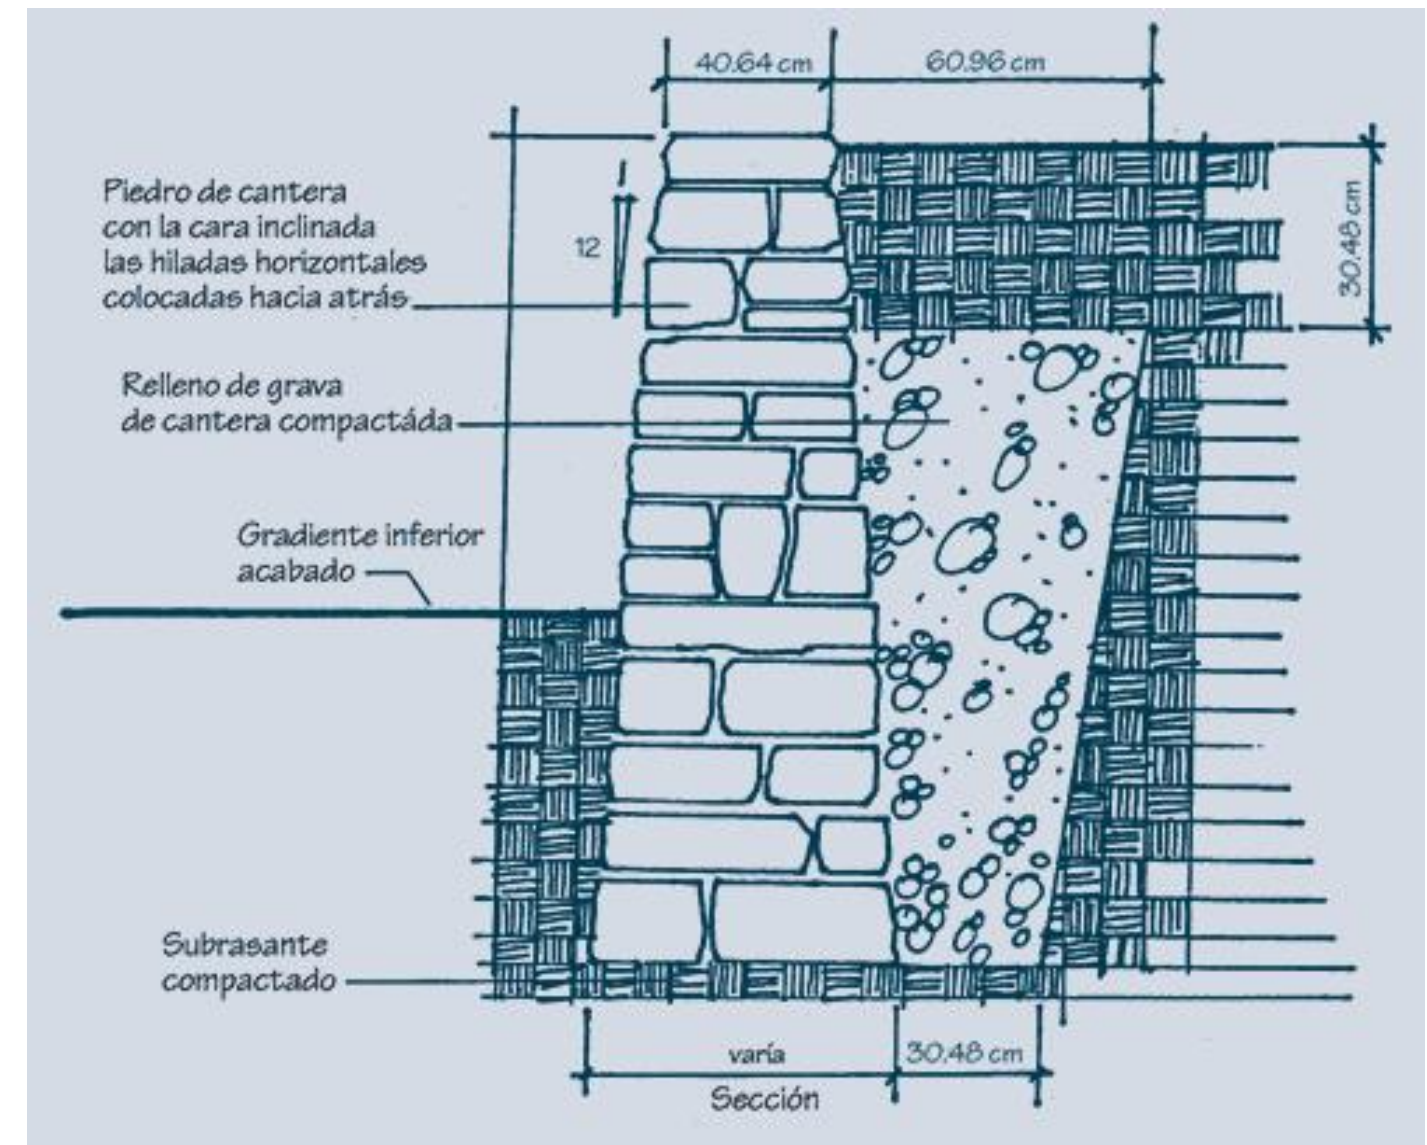 40.64 cm
60.96 cm
30.48 cm
1
12
Piedro de cantera
con la cara inclinada
las hiladas horizontales
colocadas hacia atrás
Relleno de grava
de cantera compactáda
Gradiente inferior
acabado
Subrasante
compactado
varía
30.48 cm
Sección